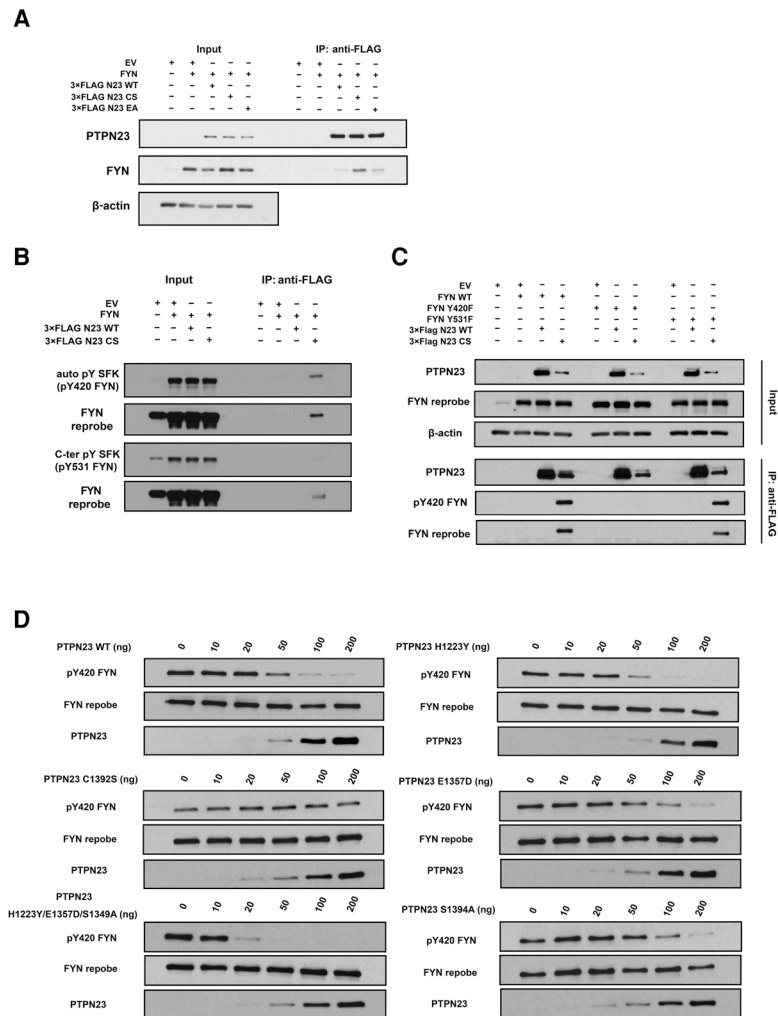 A
Input IP: anti-FLAG
EV + + – – – + + – – –
FYN – + + + + – + + + +
3×FLAG N23 WT – – + – – – – + – –
3×FLAG N23 CS – – – + – – – – + –
3×FLAG N23 EA – – – – + – – – – +
PTPN23
FYN
β-actin
B
Input IP: anti-FLAG
EV + + – – + + – –
FYN – + + + – + + +
3×FLAG N23 WT – – + – – – + –
3×FLAG N23 CS – – – + – – – +
auto pY SFK
(pY420 FYN)
FYN
reprobe
C-ter pY SFK
(pY531 FYN)
FYN
reprobe
C
EV + + – – + – – + – –
FYN WT – + + + – – – – – –
FYN Y420F – – – – + + + – – –
FYN Y531F – – – – – – – + + +
3×Flag N23 WT – – + – – + – – + –
3×Flag N23 CS – – – + – – + – – +
PTPN23
FYN reprobe
β-actin
Input
PTPN23
pY420 FYN
FYN reprobe
IP: anti-FLAG
D
PTPN23 WT (ng) 0 10 20 50 100 200
pY420 FYN
FYN repobe
PTPN23
PTPN23 H1223Y (ng) 0 10 20 50 100 200
pY420 FYN
FYN repobe
PTPN23
PTPN23 C1392S (ng) 0 10 20 50 100 200
pY420 FYN
FYN repobe
PTPN23
PTPN23 E1357D (ng) 0 10 20 50 100 200
pY420 FYN
FYN repobe
PTPN23
PTPN23
H1223Y/E1357D/S1349A (ng) 0 10 20 50 100 200
pY420 FYN
FYN repobe
PTPN23
PTPN23 S1394A (ng) 0 10 20 50 100 200
pY420 FYN
FYN repobe
PTPN23